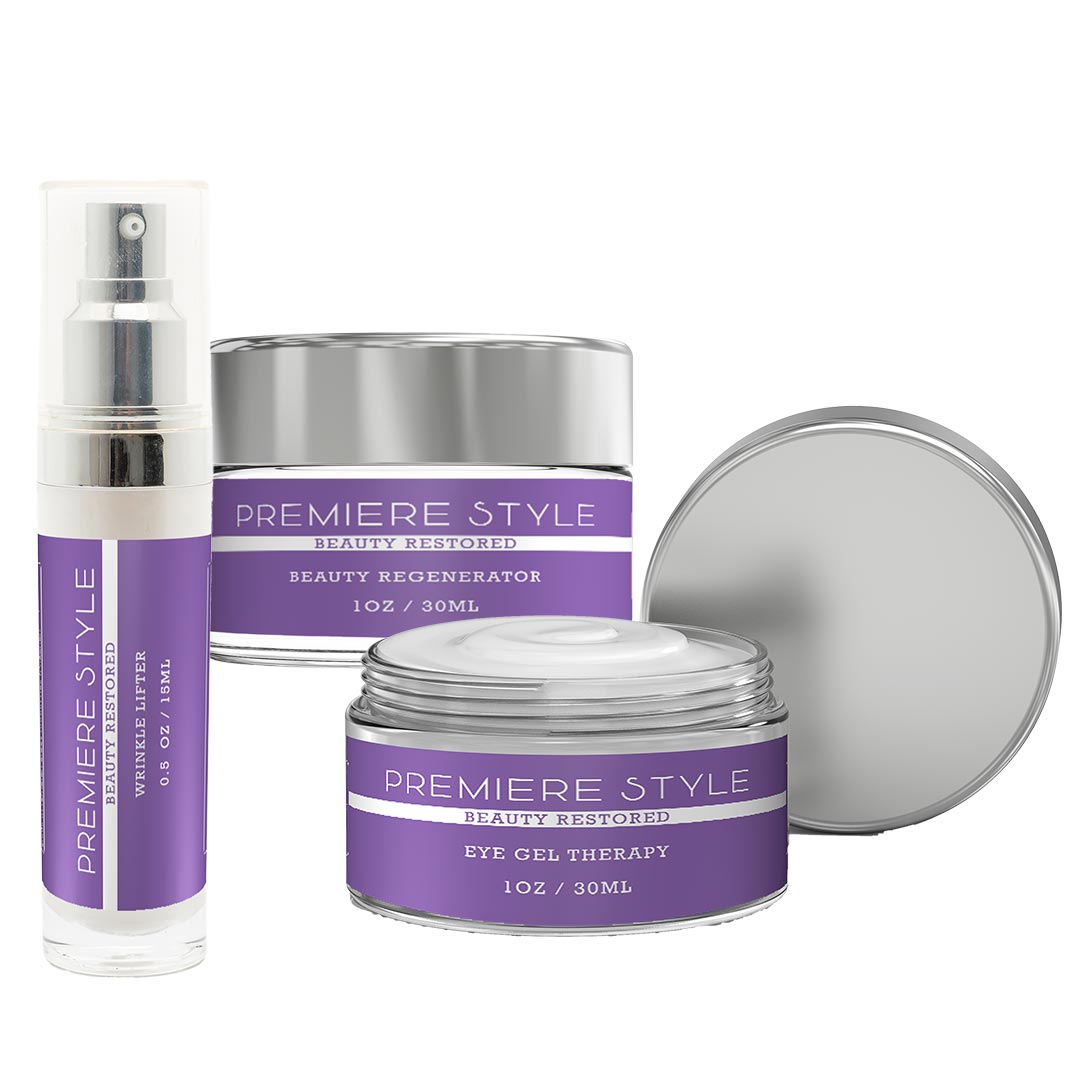 PREMIERE STYLE
BEAUTY RESTORED
WRINKLE LIFTER
0.5 OZ / 15ML
PREMIERE STYLE
BEAUTY RESTORED
BEAUTY REGENERATOR
1OZ / 30ML
PREMIERE STYLE
BEAUTY RESTORED
EYE GEL THERAPY
1OZ / 30ML